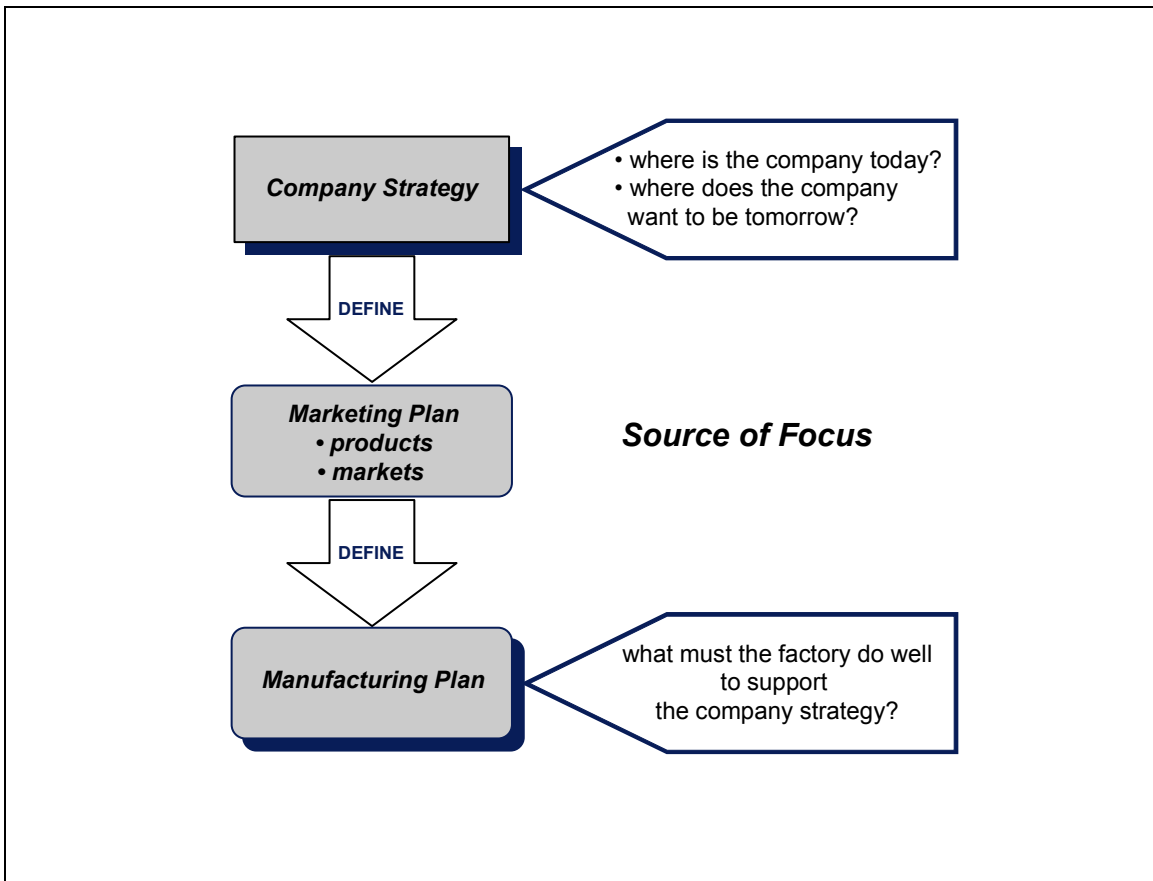 Company Strategy
• where is the company today?
• where does the company
want to be tomorrow?
DEFINE
Marketing Plan
• products
• markets
Source of Focus
DEFINE
Manufacturing Plan
what must the factory do well
to support
the company strategy?